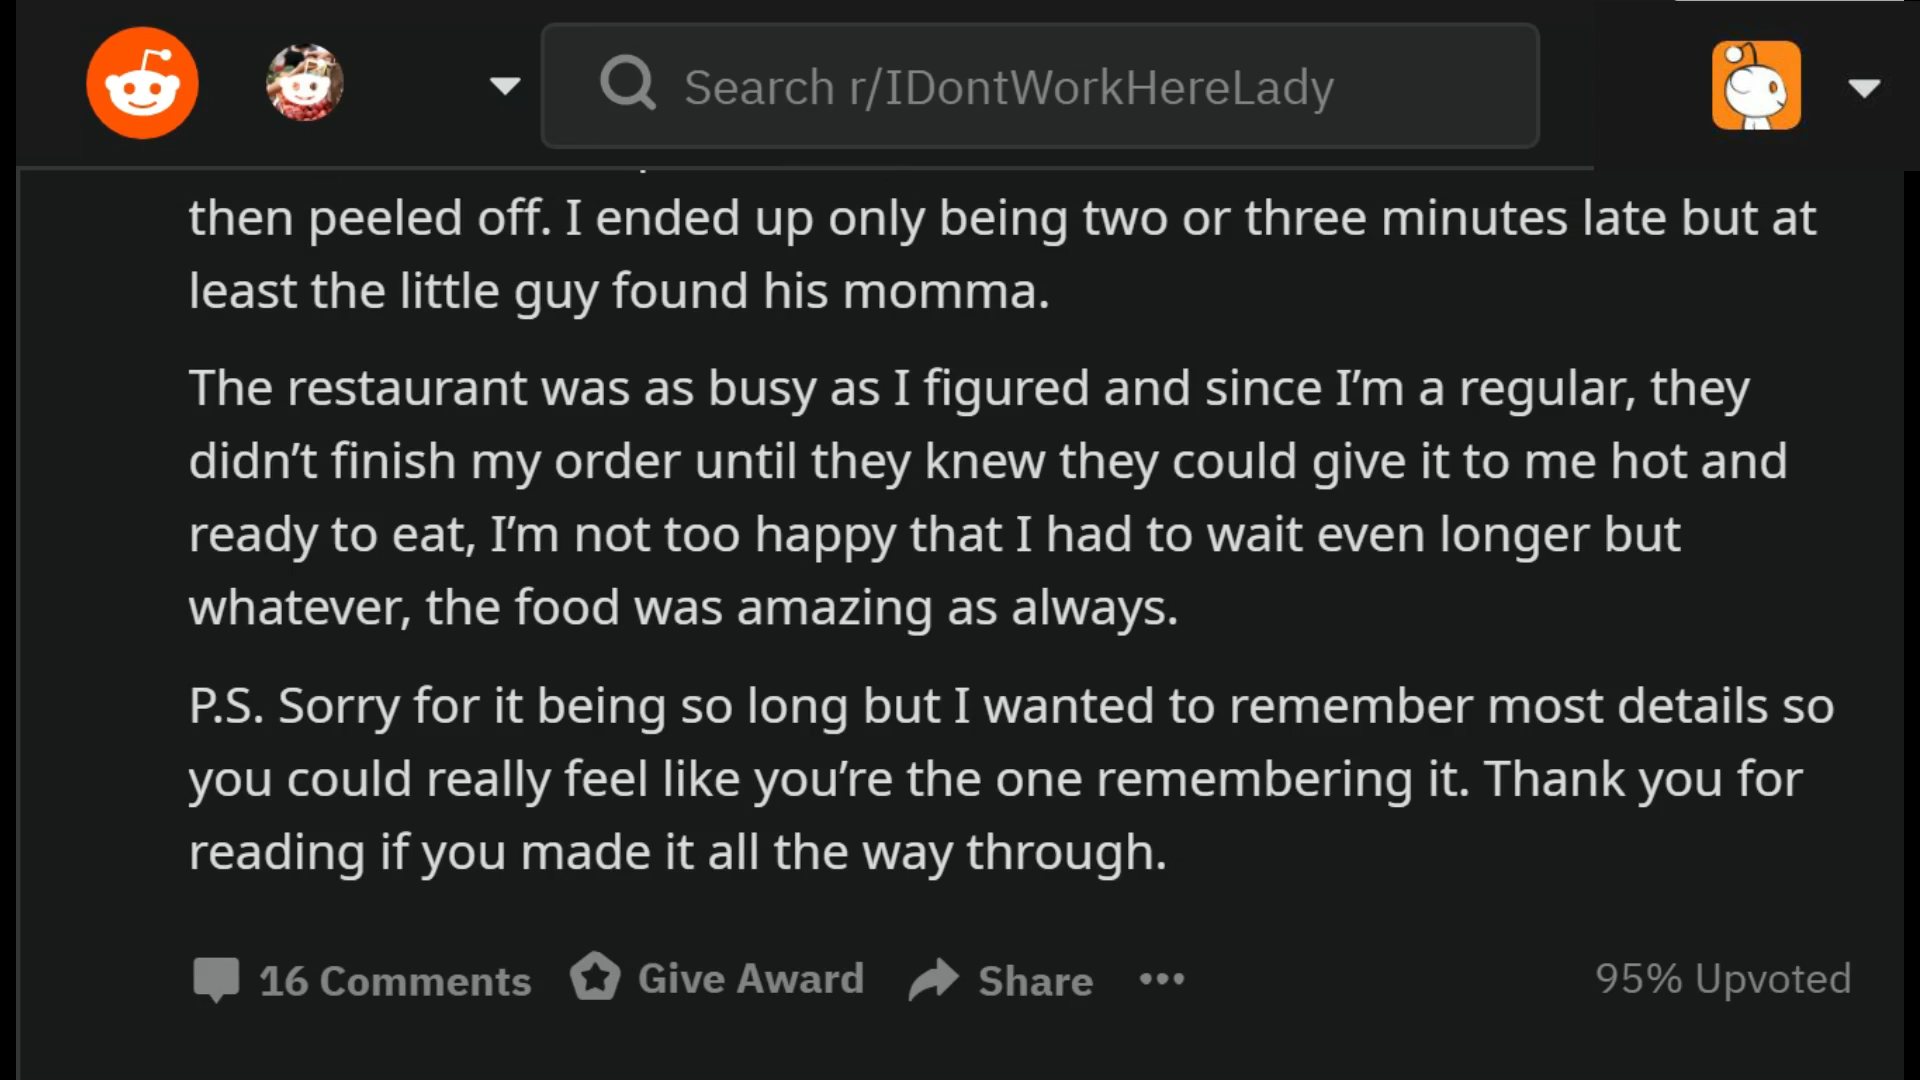 Search r/IDontWorkHereLady
then peeled off. I ended up only being two or three minutes late but at
least the little guy found his momma.
The restaurant was as busy as I figured and since I’m a regular, they
didn’t finish my order until they knew they could give it to me hot and
ready to eat, I’m not too happy that I had to wait even longer but
whatever, the food was amazing as always.
P.S. Sorry for it being so long but I wanted to remember most details so
you could really feel like you’re the one remembering it. Thank you for
reading if you made it all the way through.
16 Comments Give Award Share ••• 95% Upvoted